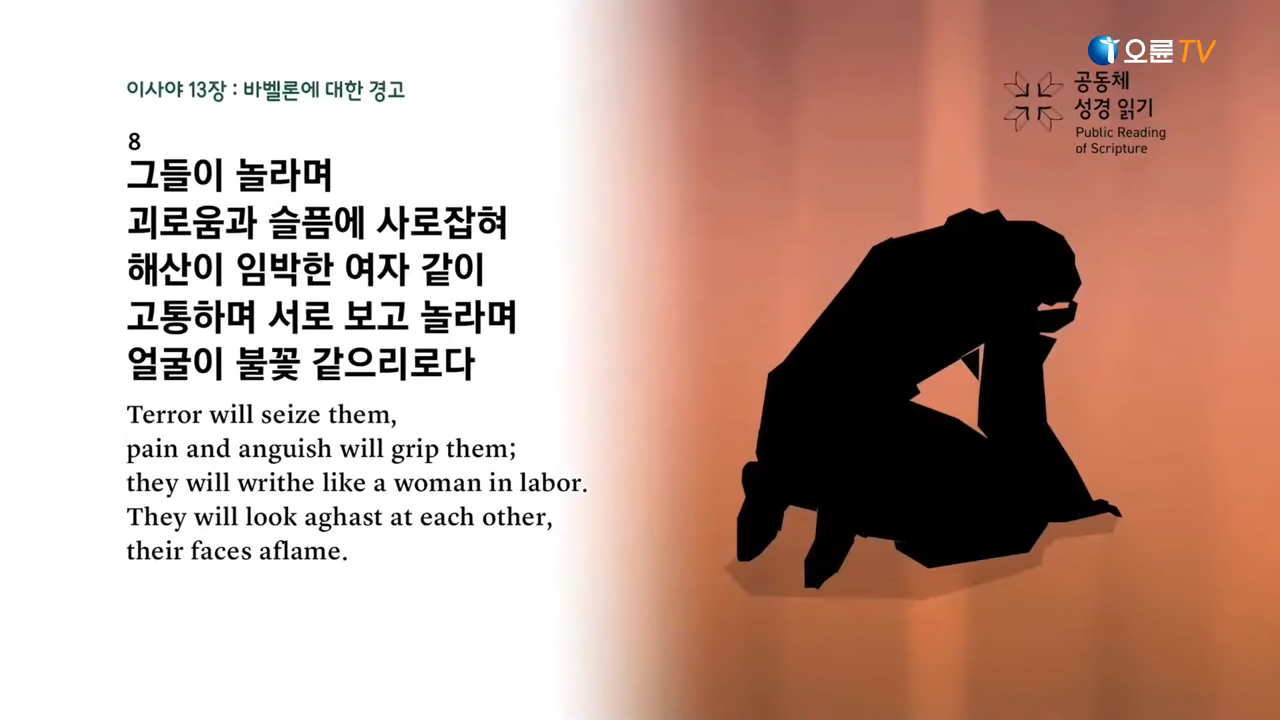 오륜TV
이사야 13장 : 바벨론에 대한 경고
공동체
성경 읽기
Public Reading
of Scripture
8
그들이 놀라며
괴로움과 슬픔에 사로잡혀
해산이 임박한 여자 같이
고통하며 서로 보고 놀라며
얼굴이 불꽃 같으리로다
Terror will seize them,
pain and anguish will grip them;
they will writhe like a woman in labor.
They will look aghast at each other,
their faces aflame.